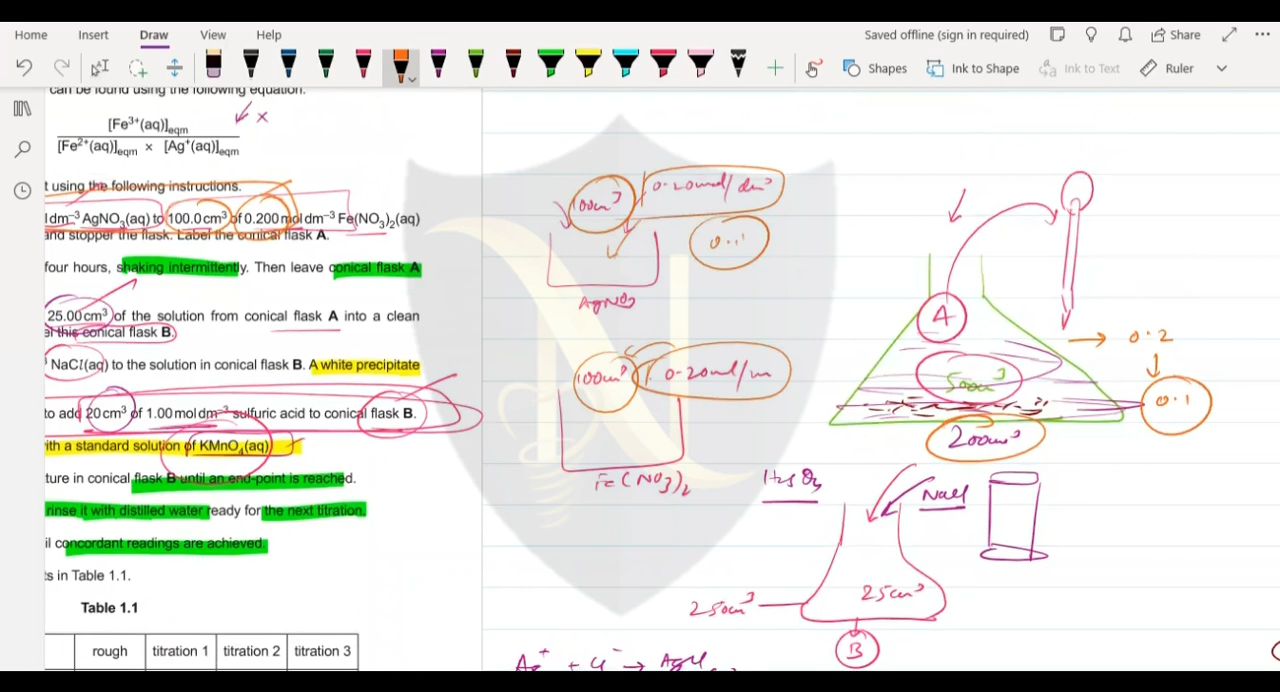 Home Insert Draw View Help
Saved offline (sign in required) Share
Shapes Ink to Shape Ink to Text Ruler
can be found using the following equation.
[Fe³⁺(aq)]eqm
[Fe²⁺(aq)]eqm × [Ag⁺(aq)]eqm
t using the following instructions.
l dm⁻³ AgNO₃(aq) to 100.0 cm³ of 0.200 mol dm⁻³ Fe(NO₃)₂(aq)
and stopper the flask. Label the conical flask A.
four hours, shaking intermittently. Then leave conical flask A
25.00 cm³ of the solution from conical flask A into a clean
el this conical flask B.
NaCl(aq) to the solution in conical flask B. A white precipitate
to add 20 cm³ of 1.00 mol dm⁻³ sulfuric acid to conical flask B.
ith a standard solution of KMnO₄(aq)
ture in conical flask B until an end-point is reached.
rinse it with distilled water ready for the next titration.
il concordant readings are achieved.
ts in Table 1.1.
Table 1.1
rough titration 1 titration 2 titration 3
100cm³ 0.20mol/dm³
0.1
AgNO3
100cm³ 0.20mol/m
Fe(NO3)2
A
500cm³
200cm³
0.2
0.1
NaCl
250cm³
25cm³
B
Ag⁺ + Cl⁻ → AgCl